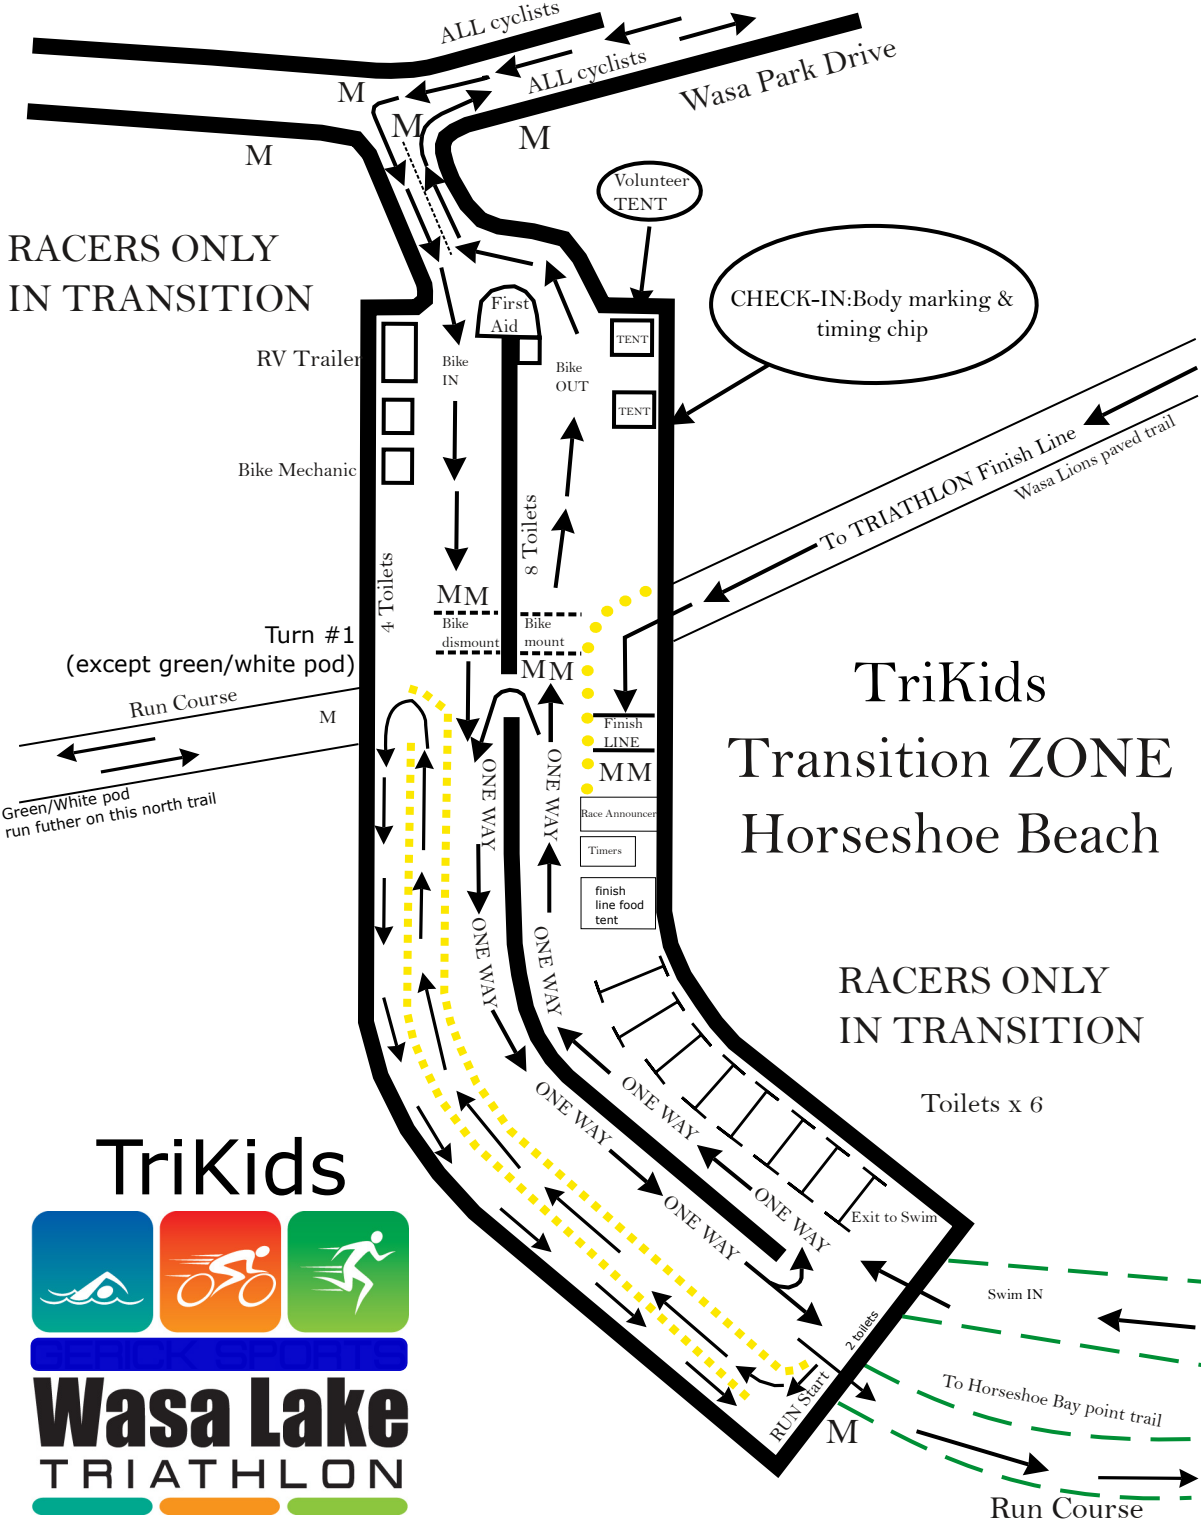 ALL cyclists
ALL cyclists
Wasa Park Drive
M
M
M
M
RACERS ONLY
IN TRANSITION
Volunteer
TENT
CHECK-IN:Body marking &
timing chip
First
Aid
TENT
TENT
RV Trailer
Bike
IN
Bike
OUT
Bike Mechanic
8 Toilets
4 Toilets
To TRIATHLON Finish Line
Wasa Lions paved trail
MM
Bike
dismount
Bike
mount
MM
Turn #1
(except green/white pod)
Run Course
M
Green/White pod
run futher on this north trail
Finish
LINE
MM
Race Announcer
Timers
finish
line food
tent
TriKids
Transition ZONE
Horseshoe Beach
ONE WAY
ONE WAY
ONE WAY
ONE WAY
ONE WAY
ONE WAY
ONE WAY
ONE WAY
RACERS ONLY
IN TRANSITION
Toilets x 6
Exit to Swim
Swim IN
2 toilets
RUN Start
M
To Horseshoe Bay point trail
Run Course
TriKids
GERICK SPORTS
Wasa Lake
TRIATHLON